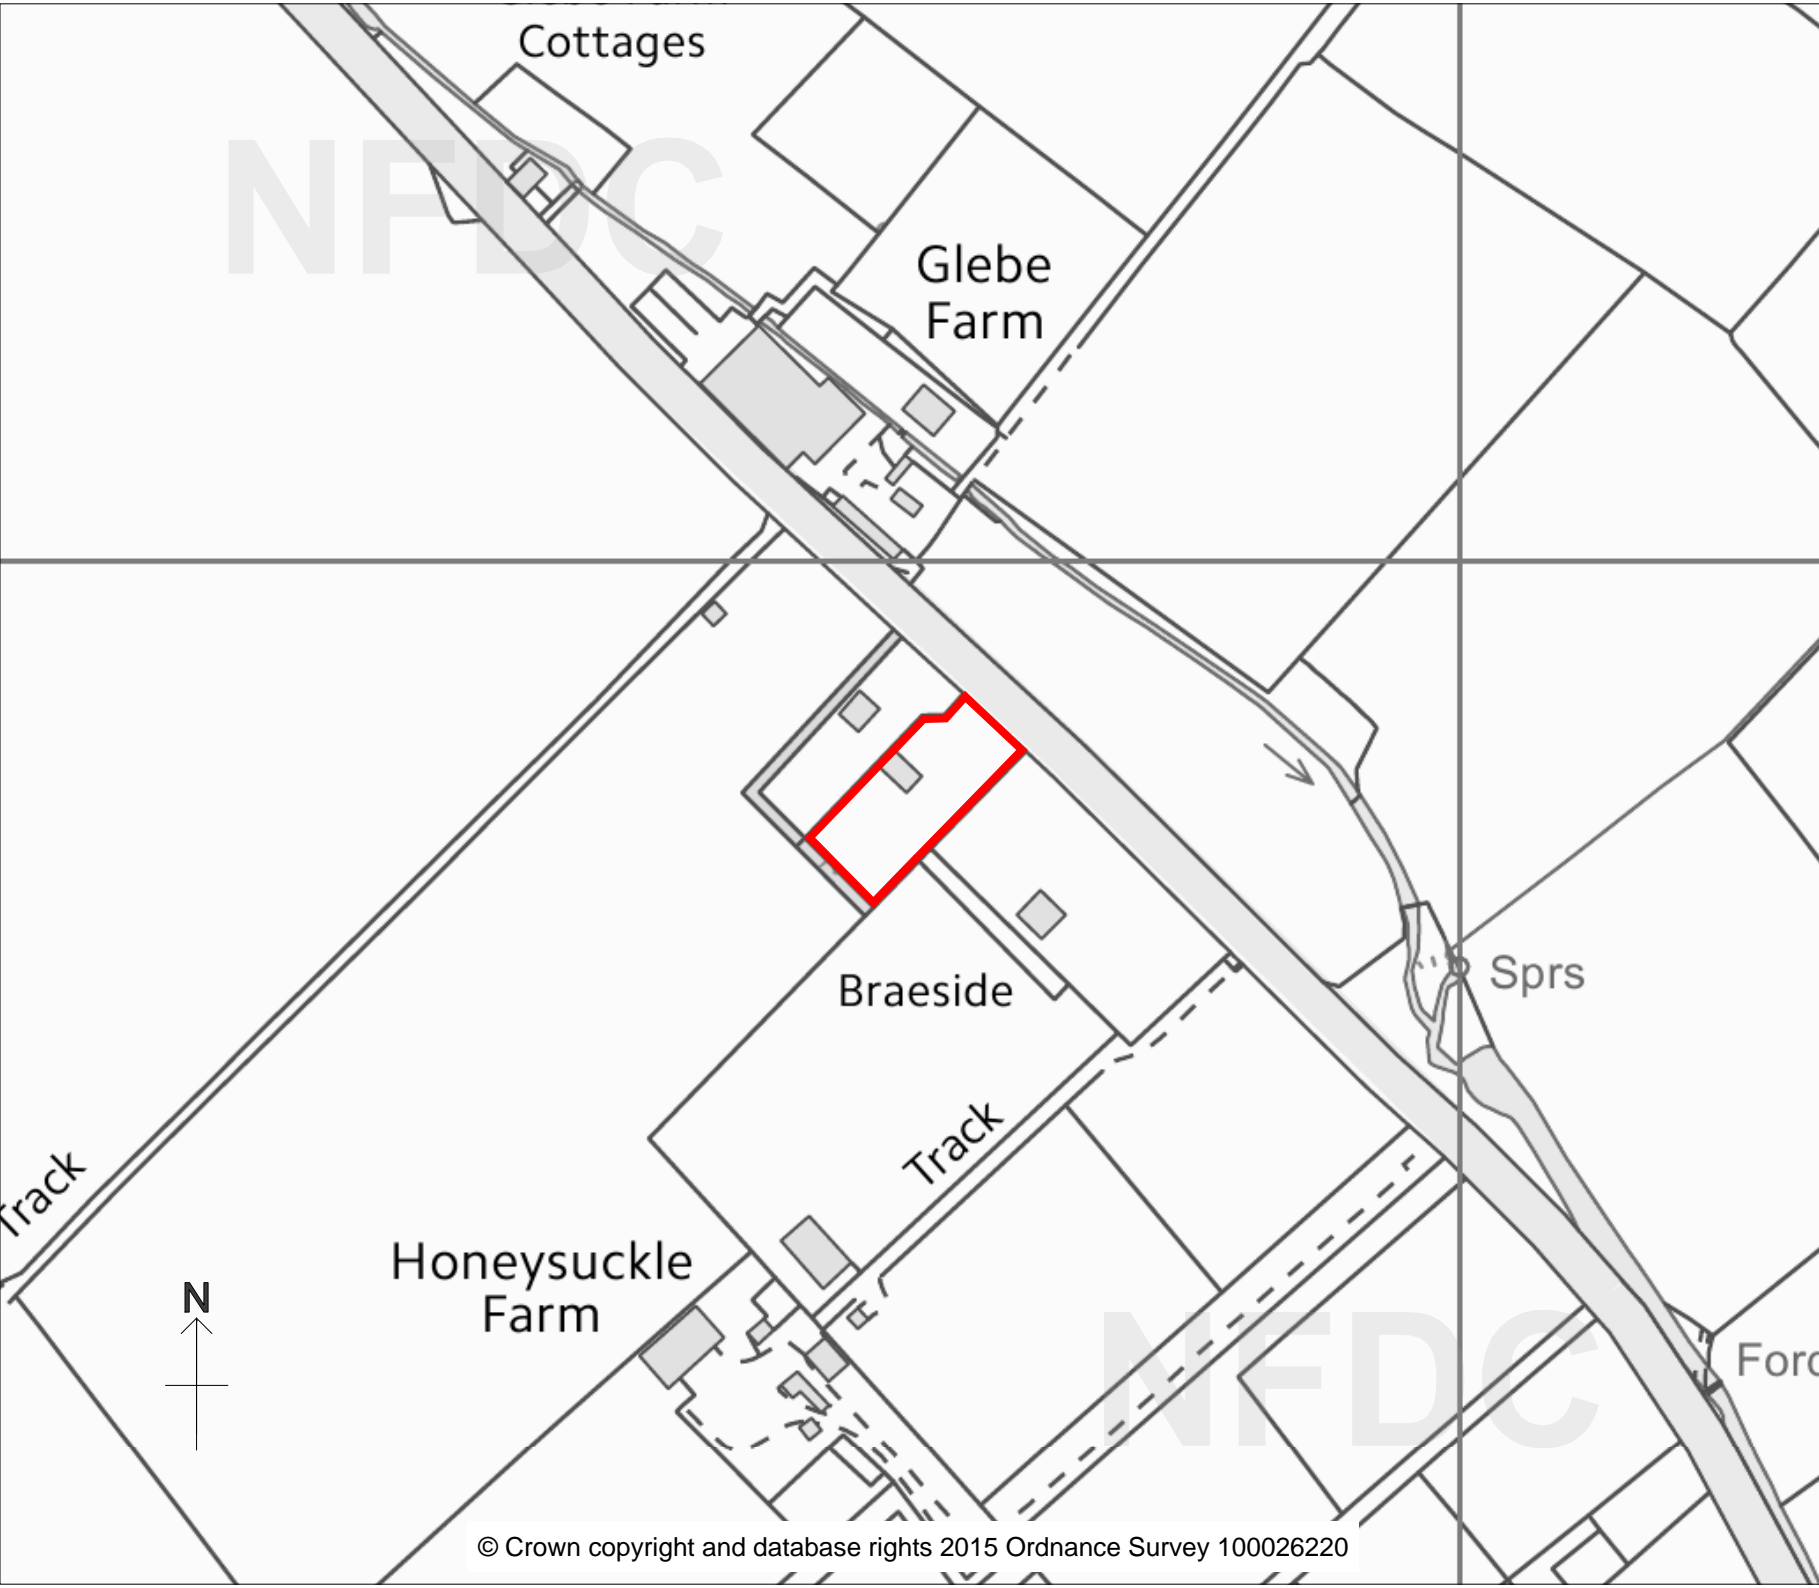 Cottages
NFDC
Glebe
Farm
Sprs
Braeside
Track
Track
Honeysuckle
Farm
N
NFDC
© Crown copyright and database rights 2015 Ordnance Survey 100026220